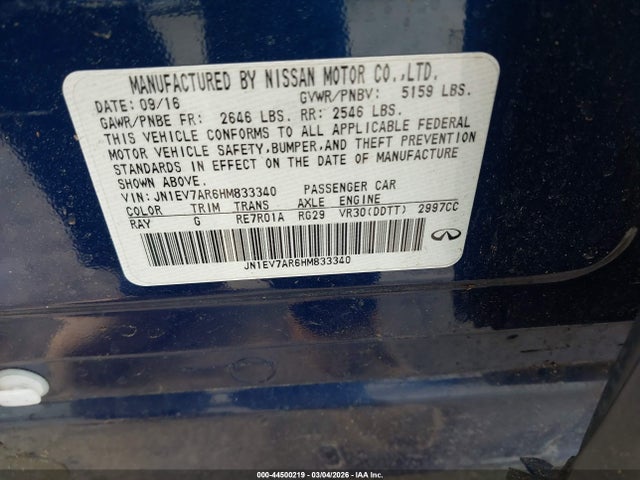 MANUFACTURED BY NISSAN MOTOR CO.,LTD.
DATE: 09/16 GVWR/PNBV: 5159 LBS.
GAWR/PNBE FR: 2646 LBS. RR: 2546 LBS.
THIS VEHICLE CONFORMS TO ALL APPLICABLE FEDERAL
MOTOR VEHICLE SAFETY,BUMPER,AND THEFT PREVENTION
STANDARDS IN EFFECT ON THE DATE OF MANUFACTURE
SHOWN ABOVE.
VIN: JN1EV7AR6HM833340 PASSENGER CAR
COLOR TRIM TRANS AXLE ENGINE
RAY G RE7R01A RG29 VR30(DDTT) 2997CC
JN1EV7AR6HM833340
000-44500219 - 03/04/2026 - IAA Inc.